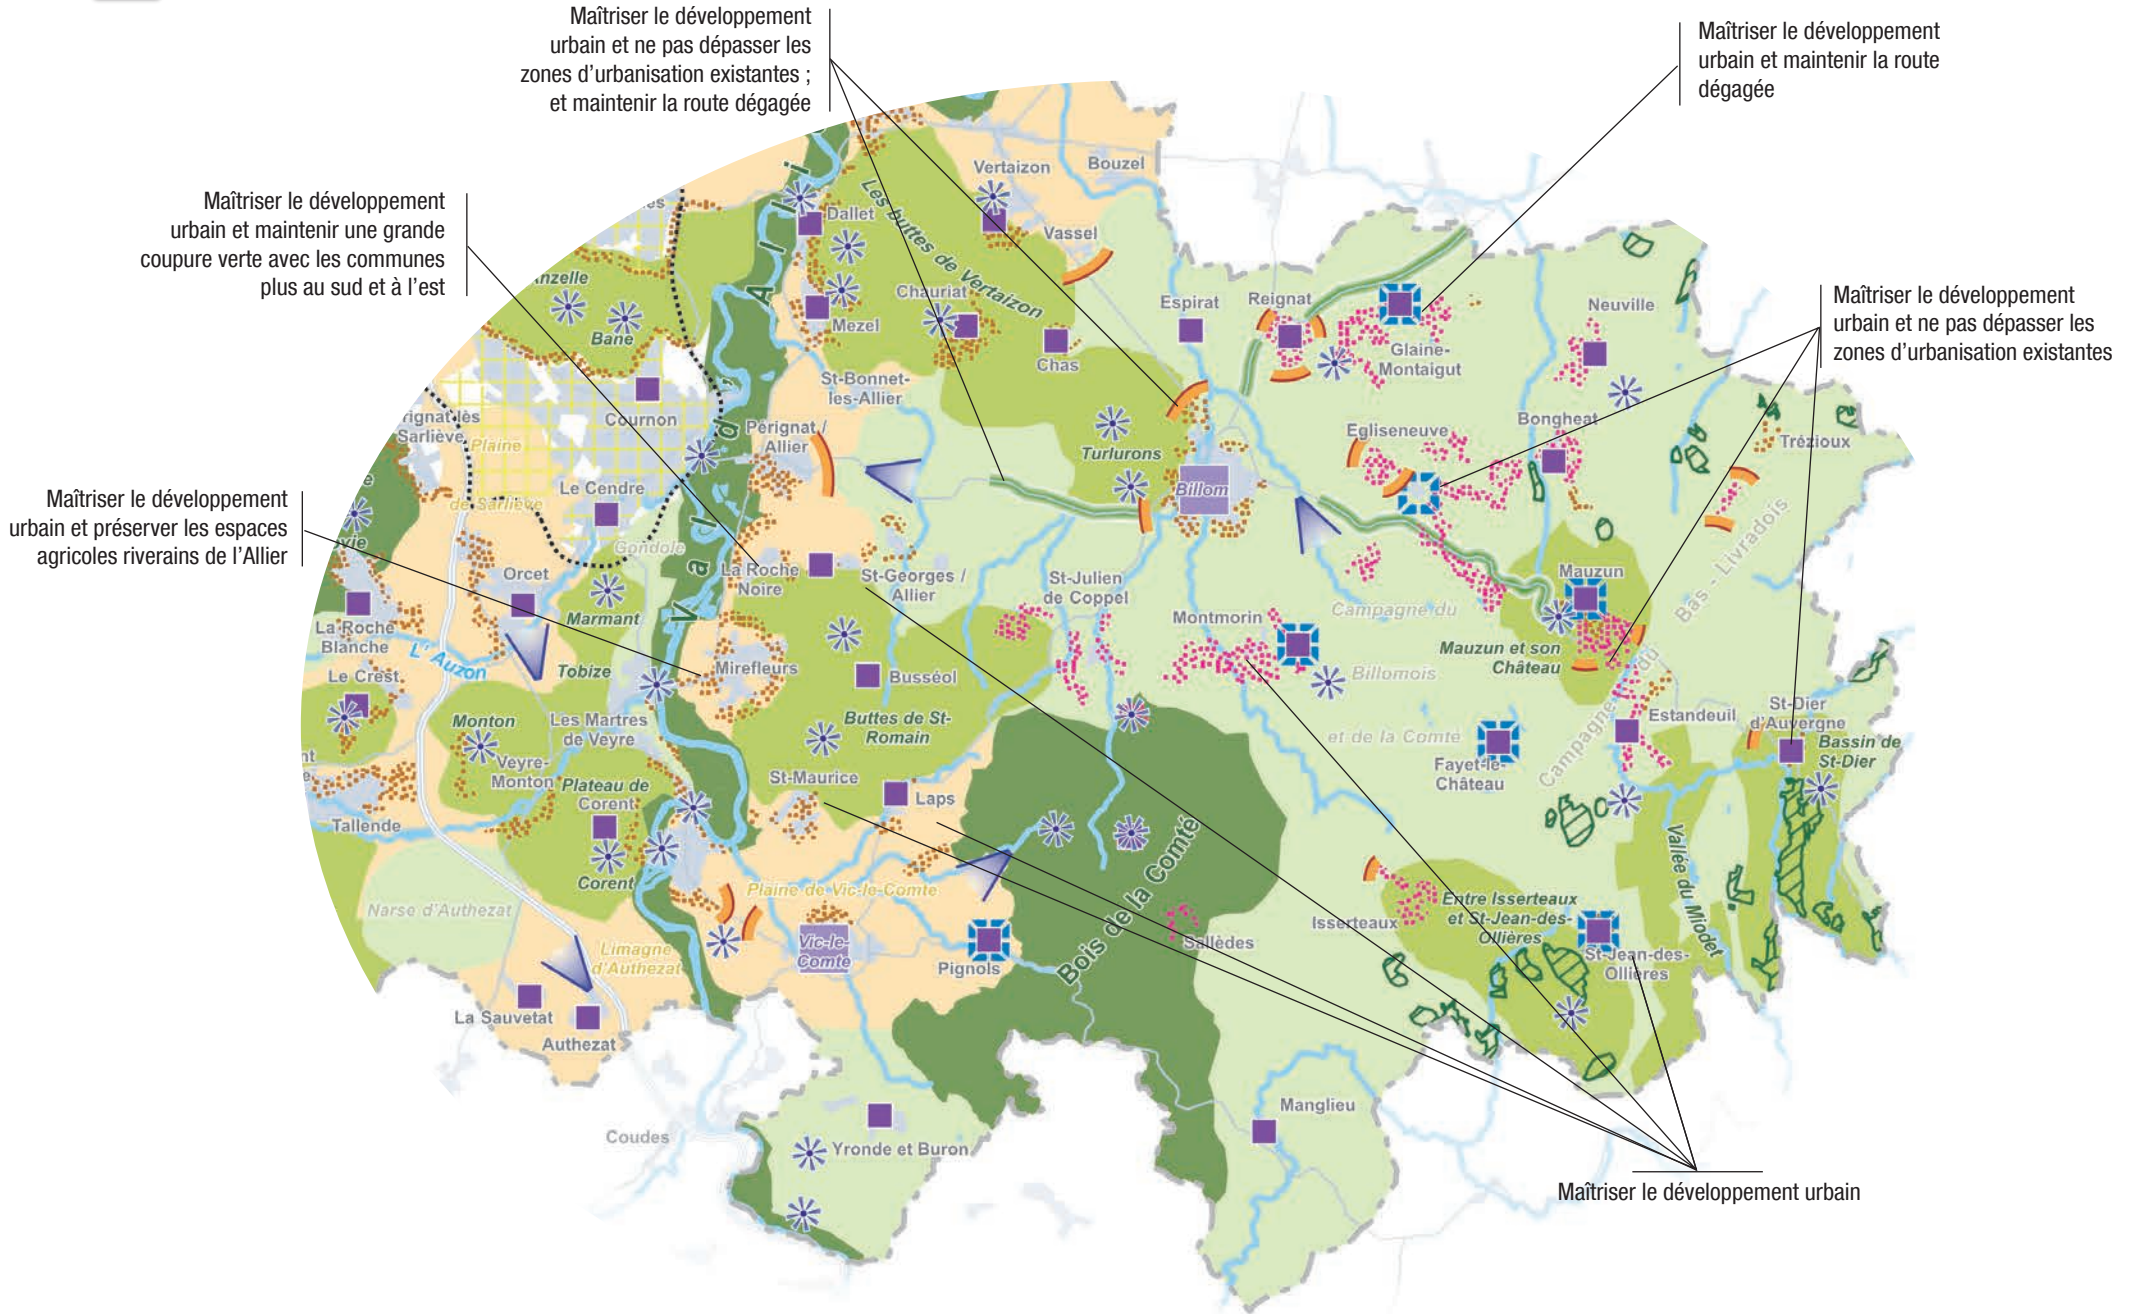 Maîtriser le développement
urbain et ne pas dépasser les
zones d'urbanisation existantes ;
et maintenir la route dégagée
Maîtriser le développement
urbain et maintenir la route
dégagée
Maîtriser le développement
urbain et maintenir une grande
coupure verte avec les communes
plus au sud et à l'est
Maîtriser le développement
urbain et ne pas dépasser les
zones d'urbanisation existantes
Maîtriser le développement
urbain et préserver les espaces
agricoles riverains de l'Allier
Maîtriser le développement urbain
Vertaizon
Bouzel
Dallet
Vassel
Les buttes de Vertaizon
Val d'Alli
Bane
Mezel
Chauriat
Chas
Espirat
Reignat
Glaine-
Montaigut
Neuville
Cournon
St-Bonnet-
les-Allier
Sarliève
Plaine
de Sarliève
Pérignat /
Allier
Turlurons
Billom
Egliseneuve
Bongheat
Trézioux
Le Cendre
Gondole
Orcet
La Roche
Noire
St-Georges /
Allier
St-Julien
de Coppel
Montmorin
Campagne du
Billomois
et de la Comté
Mauzun
Mauzun et son
Château
Campagne du
Bas - Livradois
La Roche
Blanche
L' Auzon
Marmant
Tobize
Mirefleurs
Busséol
Le Crest
Monton
Les Martres
de Veyre
Buttes de St-
Romain
Veyre-
Monton
Plateau de
Corent
Corent
St-Maurice
Laps
Tallende
Fayet-le-
Château
Estandeuil
St-Dier
d'Auvergne
Bassin de
St-Dier
Vallée du Miodet
Narse d'Authezat
Limagne
d'Authezat
Plaine de Vic-le-Comte
Vic-le-
Comte
Pignols
Bois de la Comté
Sallèdes
Isserteaux
Entre Isserteaux
et St-Jean-des-
Ollières
St-Jean-des-
Ollières
La Sauvetat
Authezat
Coudes
Yronde et Buron
Manglieu